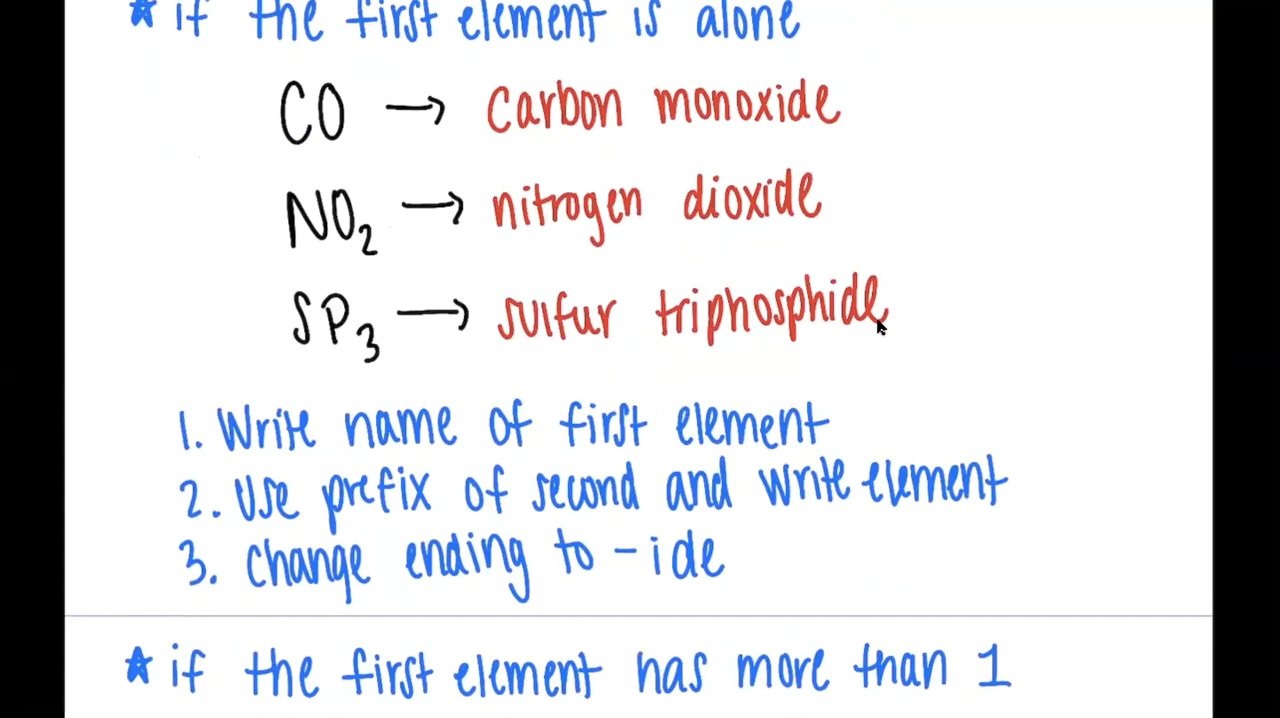 * if the first element is alone
CO → carbon monoxide
NO₂ → nitrogen dioxide
SP₃ → sulfur triphosphide
1. Write name of first element
2. Use prefix of second and write element
3. change ending to -ide
* if the first element has more than 1